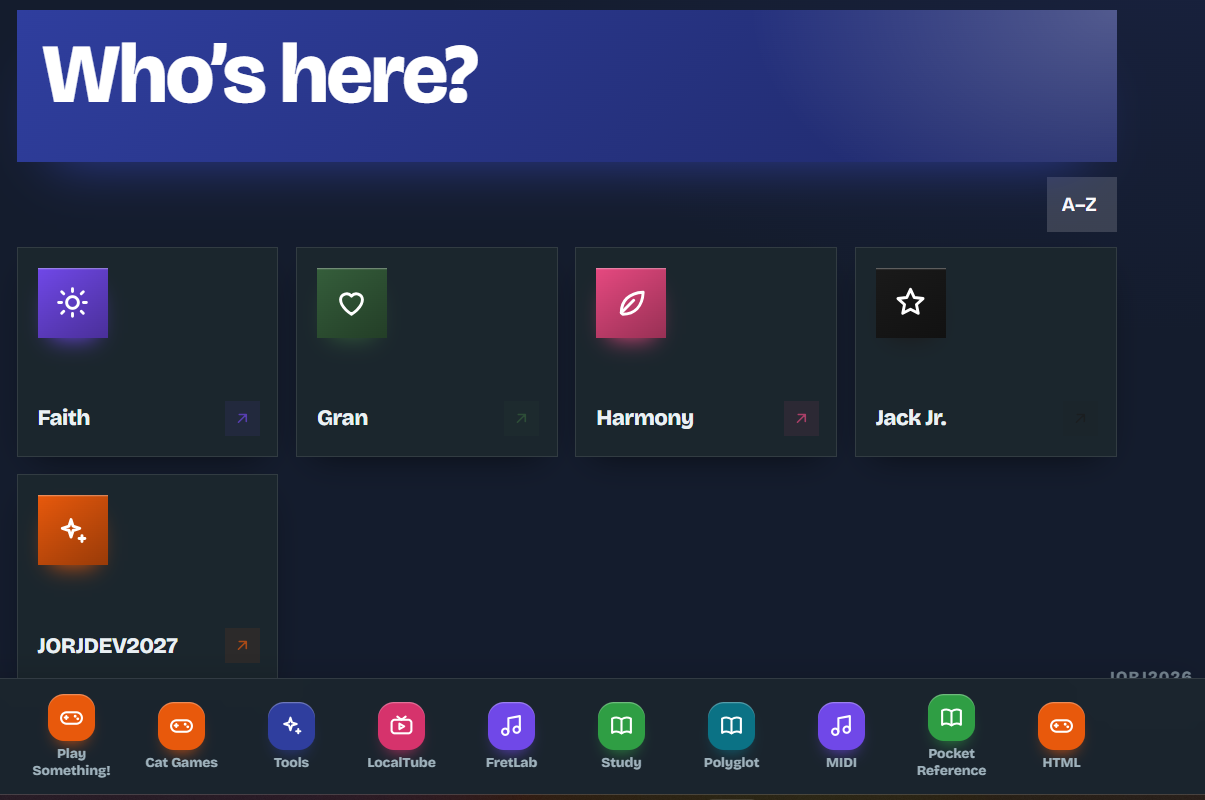 Who's here?
A–Z
Faith
Gran
Harmony
Jack Jr.
JORJDEV2027
JORJ2026
Play
Something!
Cat Games
Tools
LocalTube
FretLab
Study
Polyglot
MIDI
Pocket
Reference
HTML